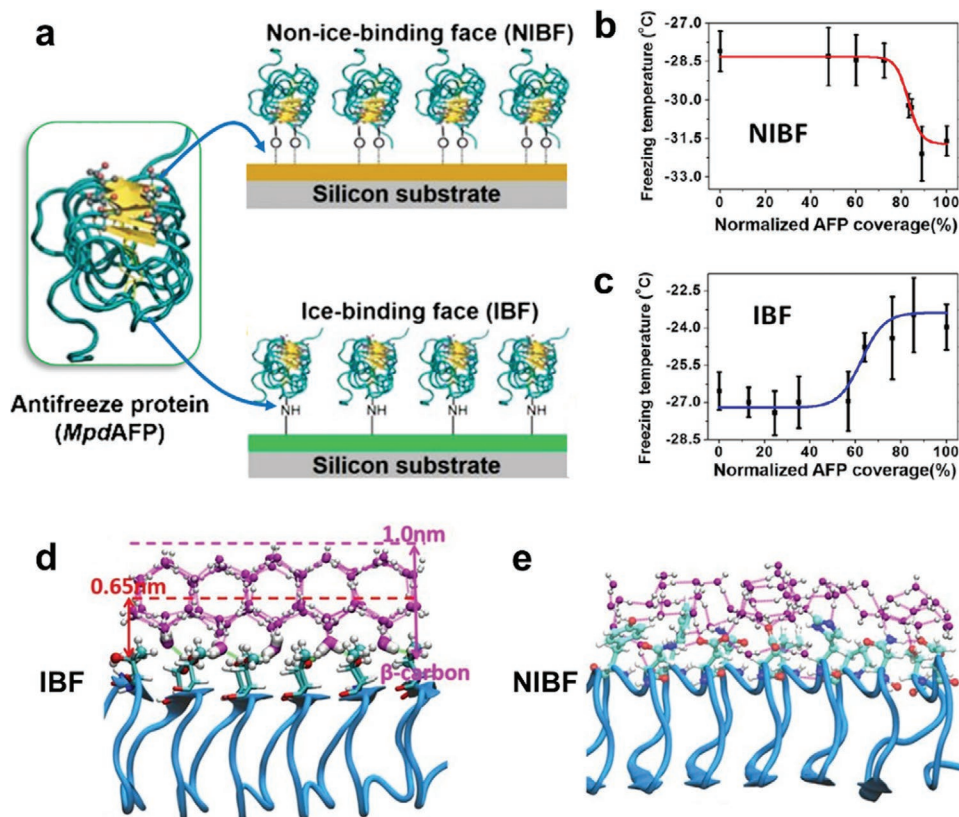 a
Non-ice-binding face (NIBF)
Silicon substrate
Ice-binding face (IBF)
NH
NH
NH
NH
Silicon substrate
Antifreeze protein
(MpdAFP)
b
Freezing temperature (°C)
-27.0
-28.5
-30.0
-31.5
-33.0
NIBF
0 20 40 60 80 100
Normalized AFP coverage(%)
c
Freezing temperature (°C)
-22.5
-24.0
-25.5
-27.0
-28.5
IBF
0 20 40 60 80 100
Normalized AFP coverage(%)
d
1.0nm
0.65nm
β-carbon
IBF
e
NIBF